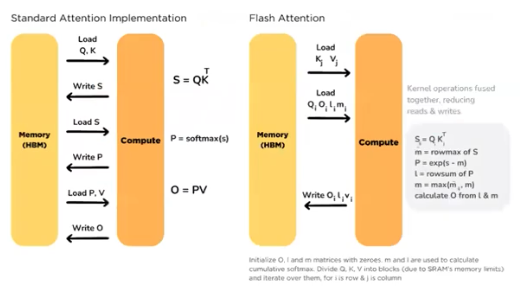 Standard Attention Implementation
Load
Q, K
Write S
Load S
Write P
Load P, V
Write O
Memory
(HBM)
Compute
S = QK^T
P = softmax(s)
O = PV
Flash Attention
Load
K_j V_j
Load
Q_i O_i l_i m_i
Write O_i l_i v_i
Memory
(HBM)
Compute
Kernel operations fused
together, reducing
reads & writes
S_i = Q_i K_j^T
m = rowmax of S
P = exp(s - m)
l = rowsum of P
m = max(m_i, m)
calculate O from l & m
Initialize O, l and m matrices with zeroes. m and l are used to calculate
cumulative softmax. Divide Q, K, V into blocks (due to SRAM's memory limits)
and iterate over them, for i is row & j is column